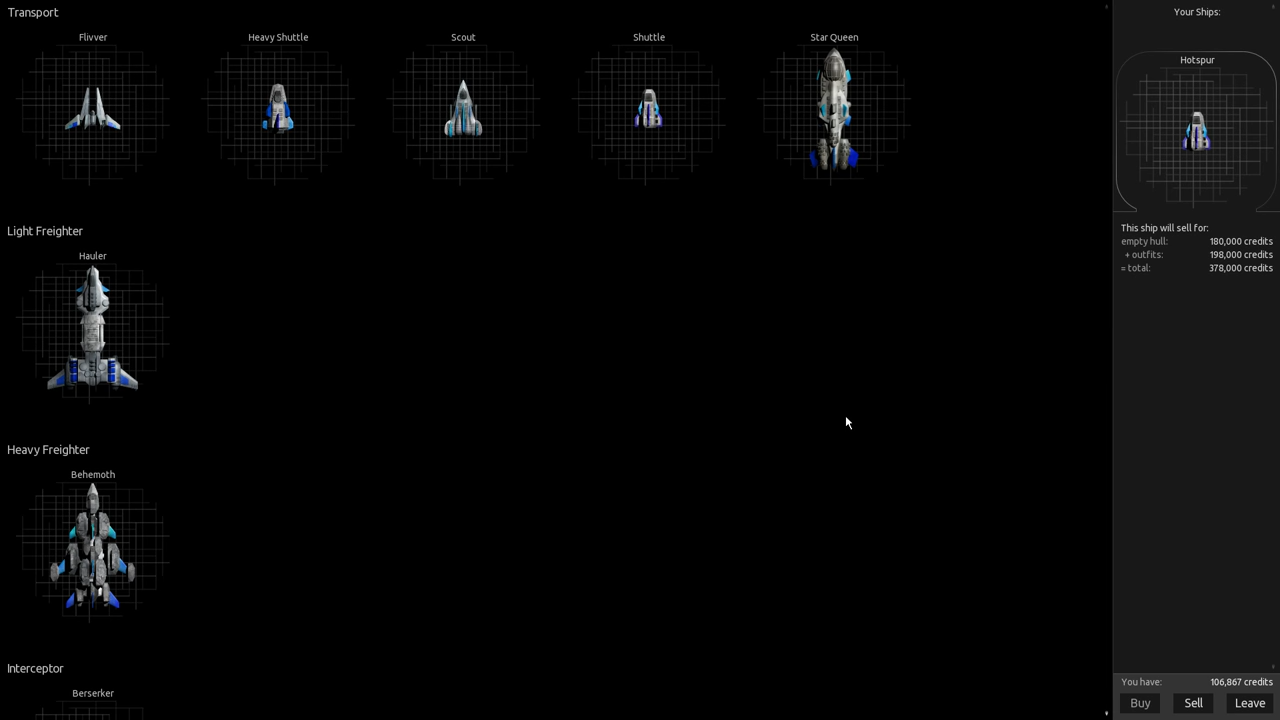 Transport
Flivver
Heavy Shuttle
Scout
Shuttle
Star Queen
Light Freighter
Hauler
Heavy Freighter
Behemoth
Interceptor
Berserker
Your Ships:
Hotspur
This ship will sell for:
empty hull: 180,000 credits
+ outfits: 198,000 credits
= total: 378,000 credits
You have: 106,867 credits
Buy Sell Leave